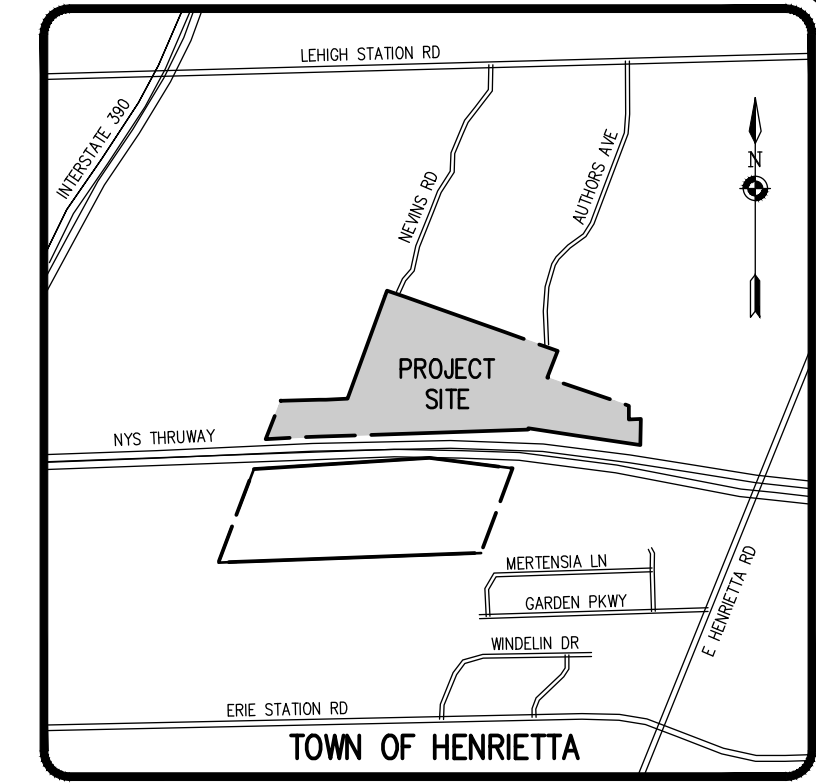 LEHIGH STATION RD
INTERSTATE 390
NEVINS RD
AUTHORS AVE
N
PROJECT
SITE
NYS THRUWAY
MERTENSIA LN
GARDEN PKWY
E HENRIETTA RD
WINDELIN DR
ERIE STATION RD
TOWN OF HENRIETTA